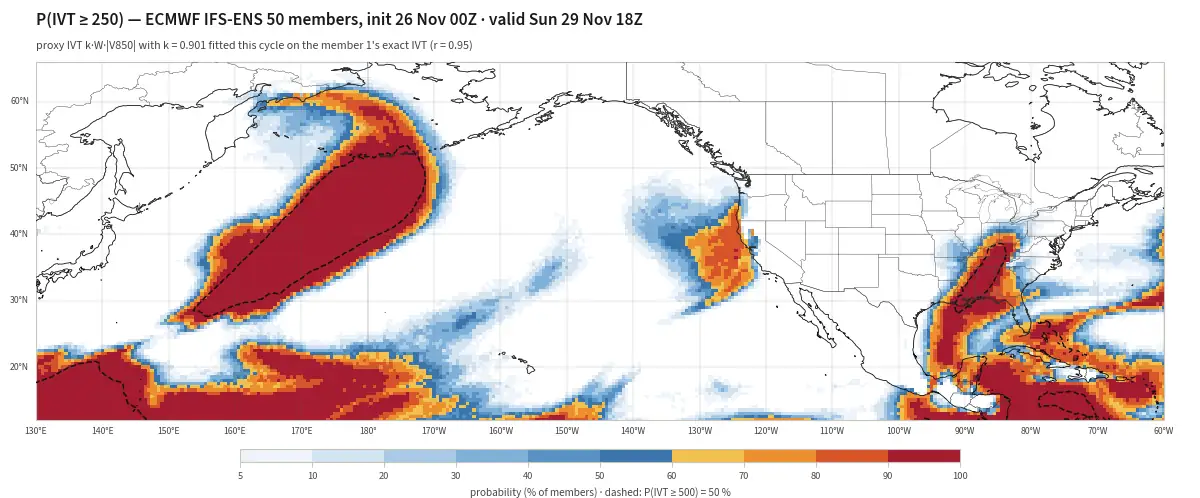 P(IVT ≥ 250) — ECMWF IFS-ENS 50 members, init 26 Nov 00Z · valid Sun 29 Nov 18Z
proxy IVT k·W·|V850| with k = 0.901 fitted this cycle on the member 1's exact IVT (r = 0.95)
60°N
50°N
40°N
30°N
20°N
130°E 140°E 150°E 160°E 170°E 180° 170°W 160°W 150°W 140°W 130°W 120°W 110°W 100°W 90°W 80°W 70°W 60°W
5 10 20 30 40 50 60 70 80 90 100
probability (% of members) · dashed: P(IVT ≥ 500) = 50 %